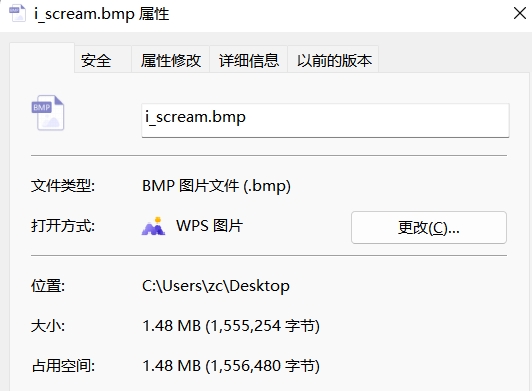 i_scream.bmp 属性
安全 属性修改 详细信息 以前的版本
BMP
i_scream.bmp
文件类型: BMP 图片文件 (.bmp)
打开方式: WPS 图片 更改(C)...
位置: C:\Users\zc\Desktop
大小: 1.48 MB (1,555,254 字节)
占用空间: 1.48 MB (1,556,480 字节)